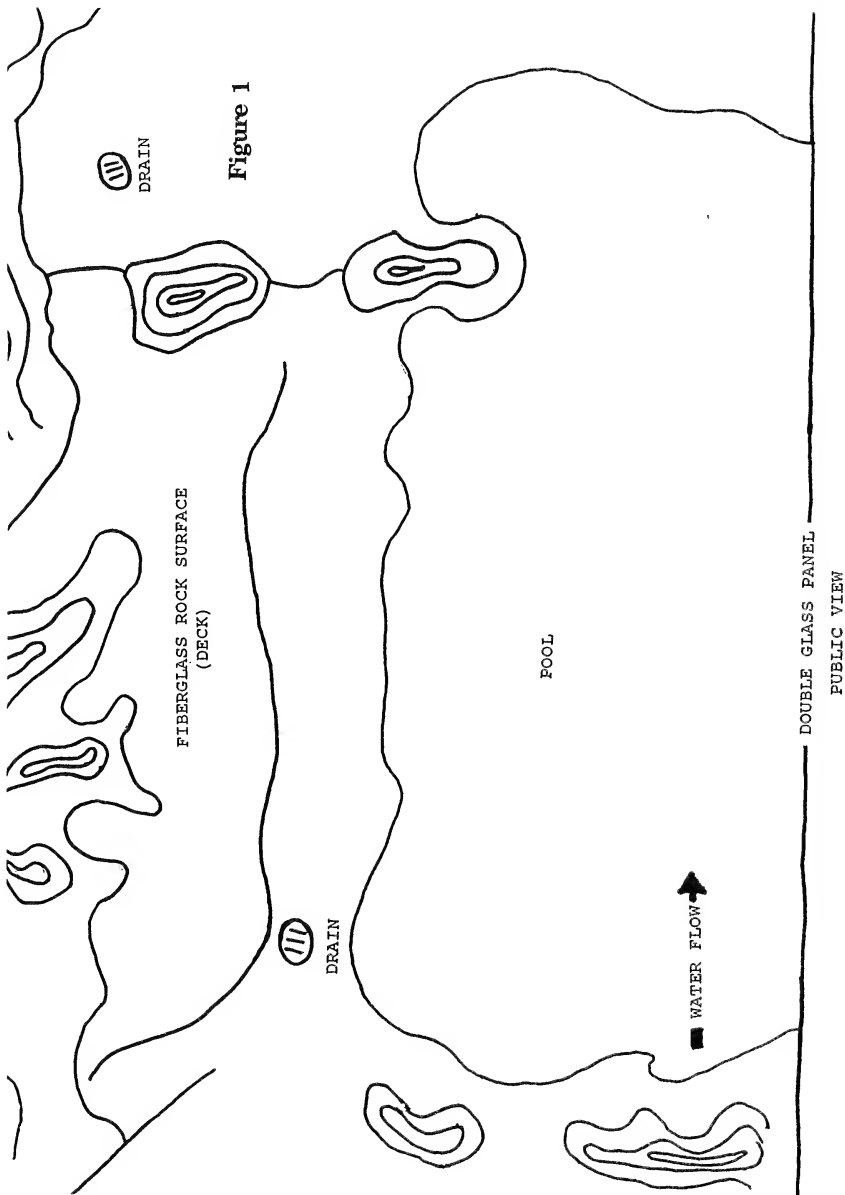 Figure 1
DRAIN
FIBERGLASS ROCK SURFACE
(DECK)
DRAIN
POOL
WATER FLOW
DOUBLE GLASS PANEL
PUBLIC VIEW